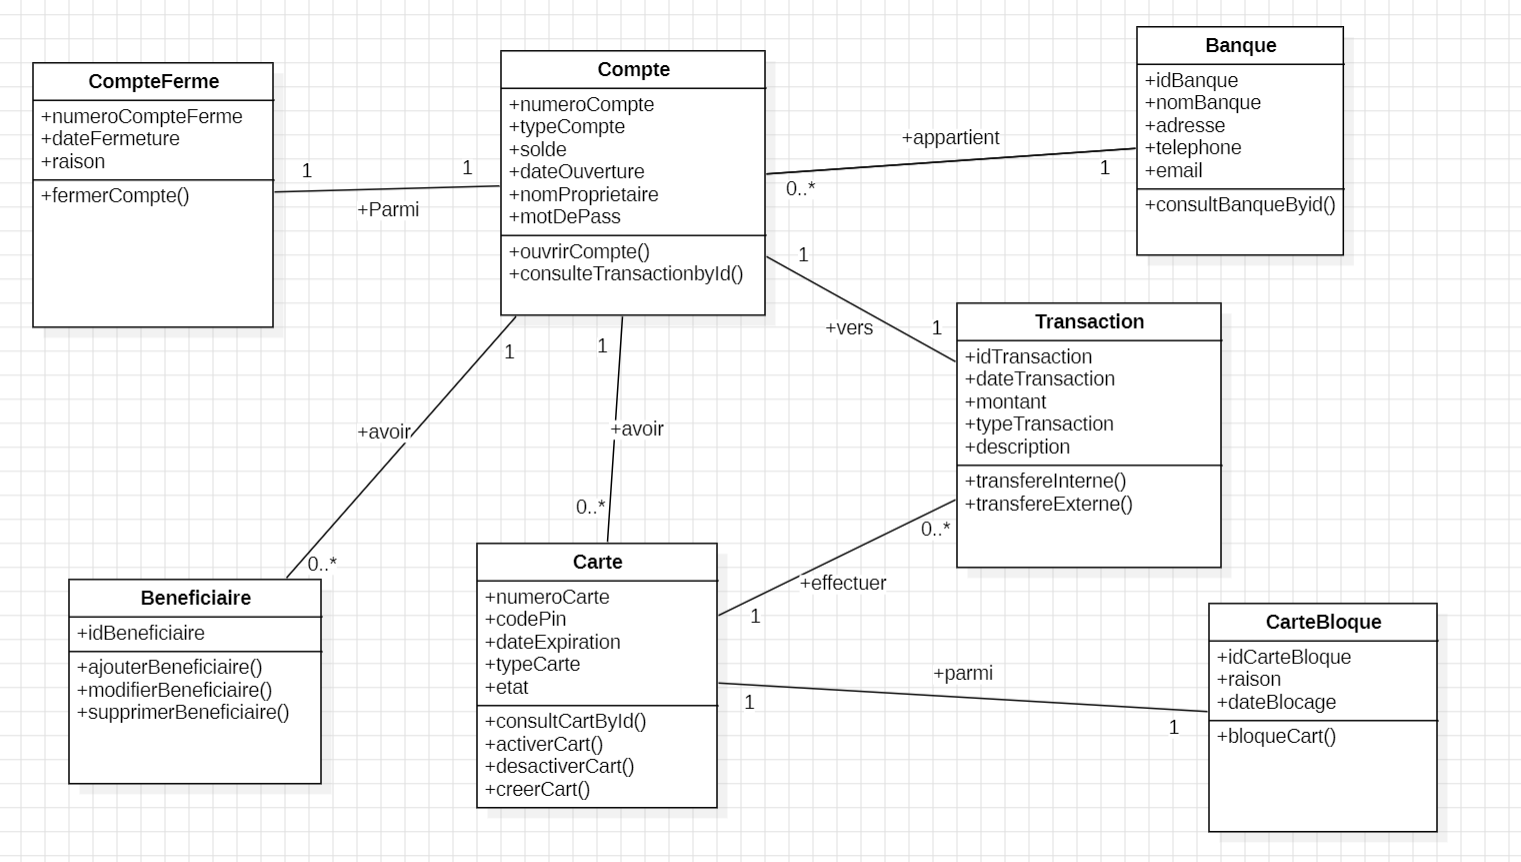 CompteFerme
+numeroCompteFerme
+dateFermeture
+raison
+fermerCompte()
1
1
+Parmi
Compte
+numeroCompte
+typeCompte
+solde
+dateOuverture
+nomProprietaire
+motDePass
+ouvrirCompte()
+consulteTransactionbyId()
+appartient
0..*
1
Banque
+idBanque
+nomBanque
+adresse
+telephone
+email
+consultBanqueByid()
1
+vers
1
Transaction
+idTransaction
+dateTransaction
+montant
+typeTransaction
+description
+transfereInterne()
+transfereExterne()
1
+avoir
0..*
1
+avoir
0..*
Beneficiaire
+idBeneficiaire
+ajouterBeneficiaire()
+modifierBeneficiaire()
+supprimerBeneficiaire()
Carte
+numeroCarte
+codePin
+dateExpiration
+typeCarte
+etat
+consultCartById()
+activerCart()
+desactiverCart()
+creerCart()
0..*
+effectuer
1
+parmi
1
1
CarteBloque
+idCarteBloque
+raison
+dateBlocage
+bloqueCart()